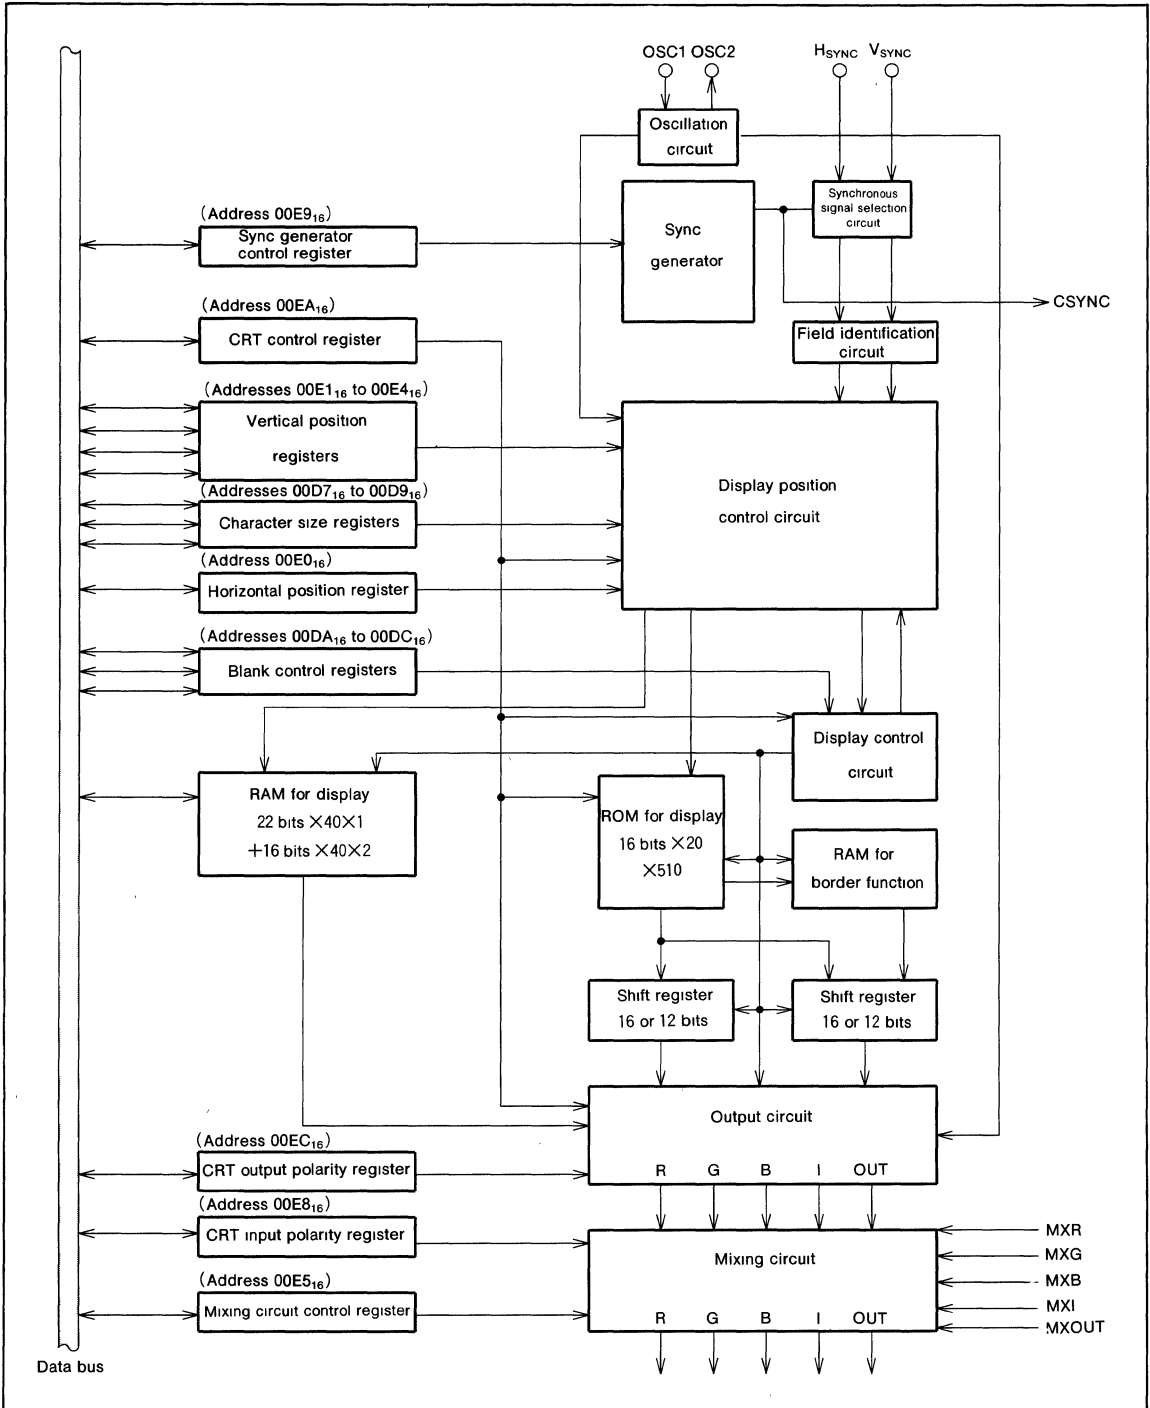 OSC1 OSC2
HSYNC VSYNC
Oscillation
circuit
Synchronous
signal selection
circuit
Sync
generator
(Address 00E9₁₆)
Sync generator
control register
CSYNC
(Address 00EA₁₆)
CRT control register
Field identification
circuit
(Addresses 00E1₁₆ to 00E4₁₆)
Vertical position
registers
(Addresses 00D7₁₆ to 00D9₁₆)
Character size registers
Display position
control circuit
(Address 00E0₁₆)
Horizontal position register
(Addresses 00DA₁₆ to 00DC₁₆)
Blank control registers
Display control
circuit
RAM for display
22 bits ×40×1
+16 bits ×40×2
ROM for display
16 bits ×20
×510
RAM for
border function
Shift register
16 or 12 bits
Shift register
16 or 12 bits
Output circuit
R G B I OUT
(Address 00EC₁₆)
CRT output polarity register
(Address 00E8₁₆)
CRT input polarity register
(Address 00E5₁₆)
Mixing circuit control register
Mixing circuit
R G B I OUT
MXR
MXG
MXB
MXI
MXOUT
Data bus